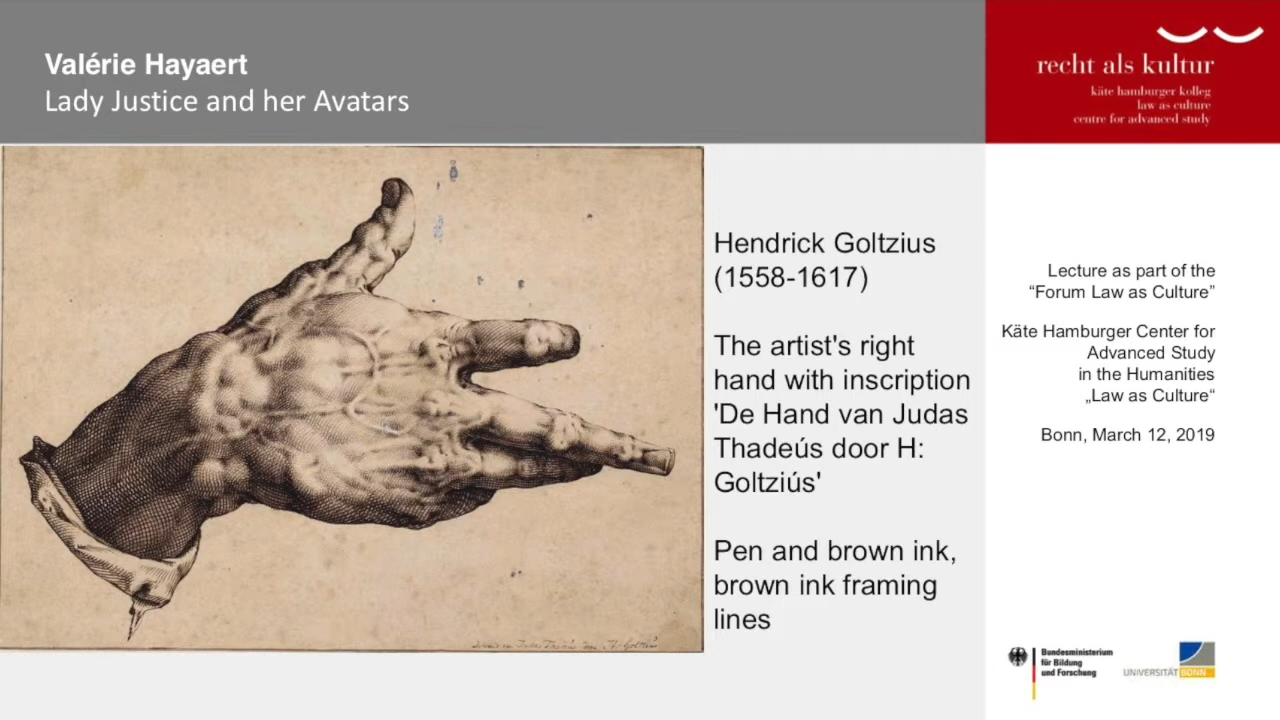 Valérie Hayaert
Lady Justice and her Avatars
recht als kultur
käte hamburger kolleg
law as culture
centre for advanced study
Hendrick Goltzius
(1558-1617)
The artist's right
hand with inscription
'De Hand van Judas
Thadeús door H:
Goltziús'
Pen and brown ink,
brown ink framing
lines
Lecture as part of the
“Forum Law as Culture”
Käte Hamburger Center for
Advanced Study
in the Humanities
„Law as Culture“
Bonn, March 12, 2019
Bundesministerium
für Bildung
und Forschung
UNIVERSITÄT BONN